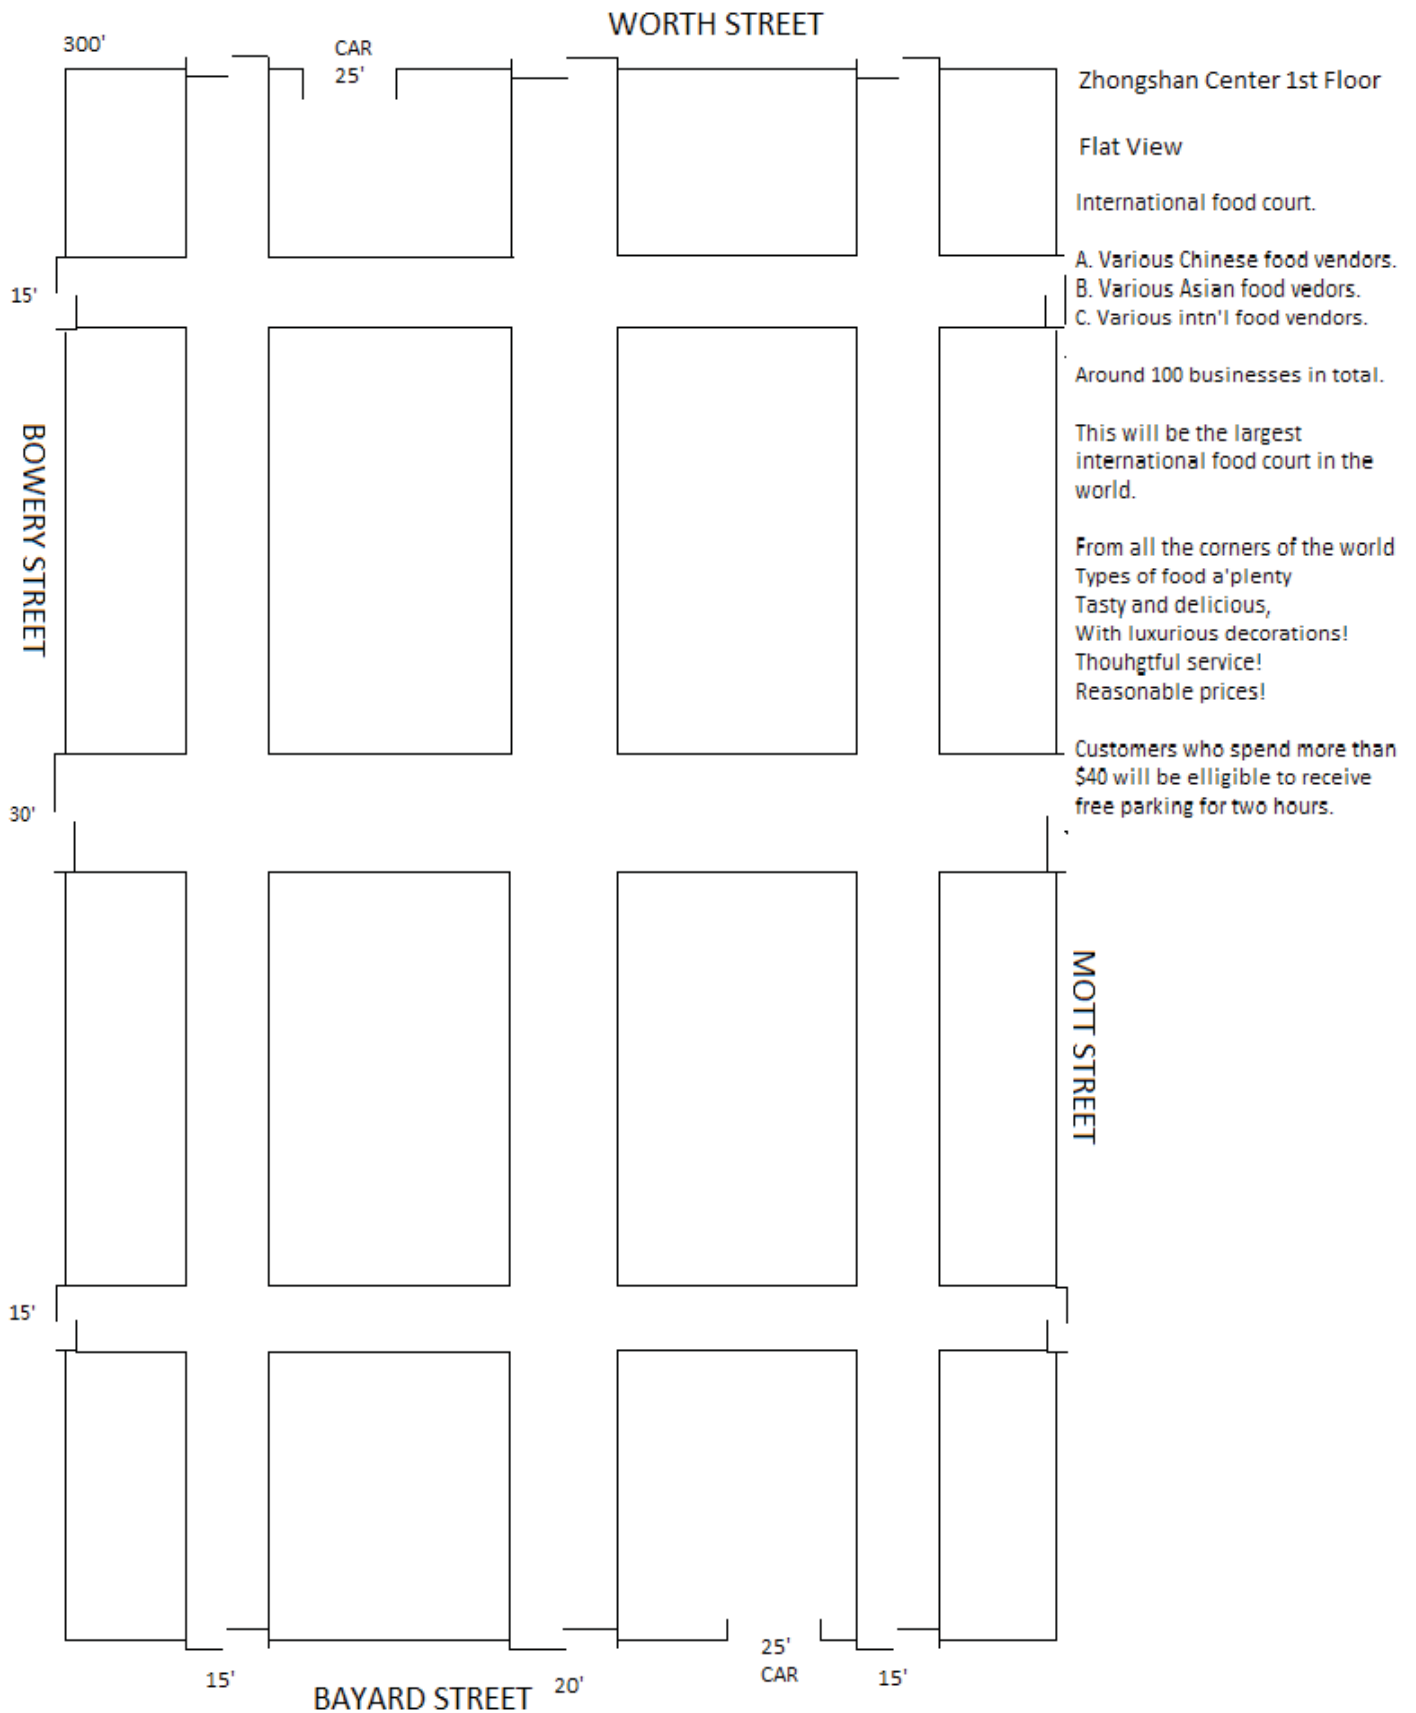 WORTH STREET
300'
CAR
25'
Zhongshan Center 1st Floor
Flat View
International food court.
A. Various Chinese food vendors.
B. Various Asian food vedors.
C. Various intn'l food vendors.
Around 100 businesses in total.
This will be the largest
international food court in the
world.
From all the corners of the world
Types of food a'plenty
Tasty and delicious,
With luxurious decorations!
Thouhgtful service!
Reasonable prices!
Customers who spend more than
$40 will be elligible to receive
free parking for two hours.
15'
BOWERY STREET
30'
MOTT STREET
15'
15'
BAYARD STREET
20'
25'
CAR
15'